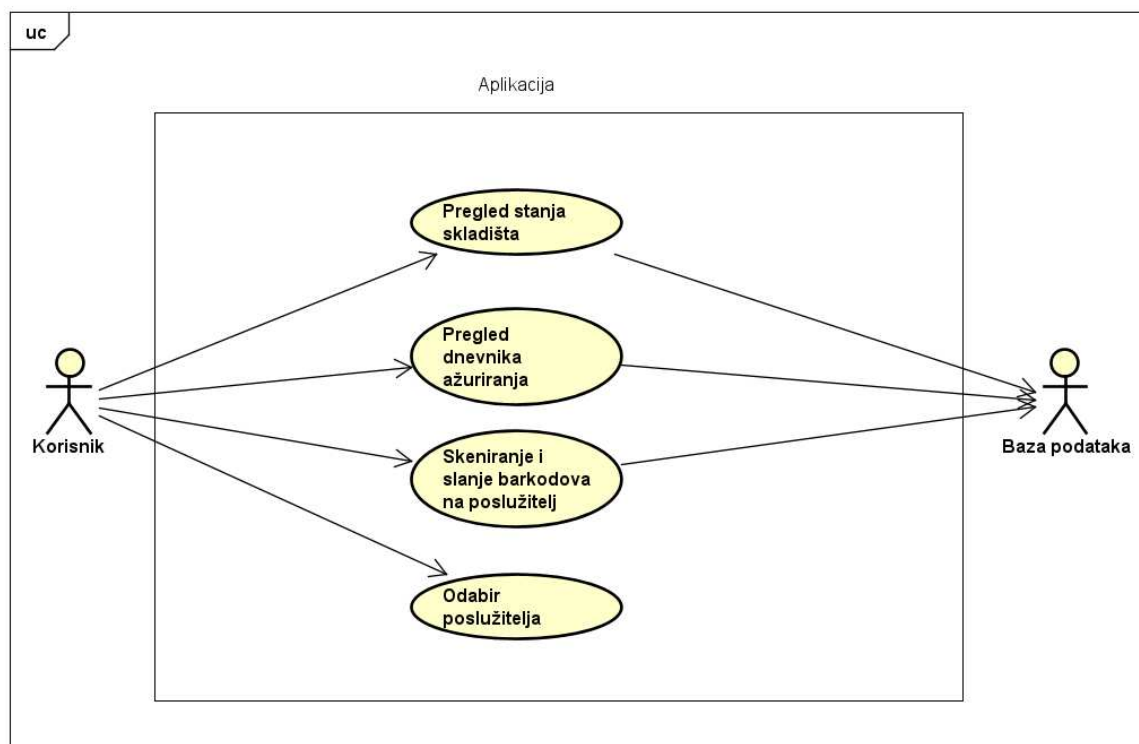 uc
Aplikacija
Pregled stanja
skladišta
Pregled
dnevnika
ažuriranja
Korisnik
Baza podataka
Skeniranje i
slanje barkodova
na poslužitelj
Odabir
poslužitelja